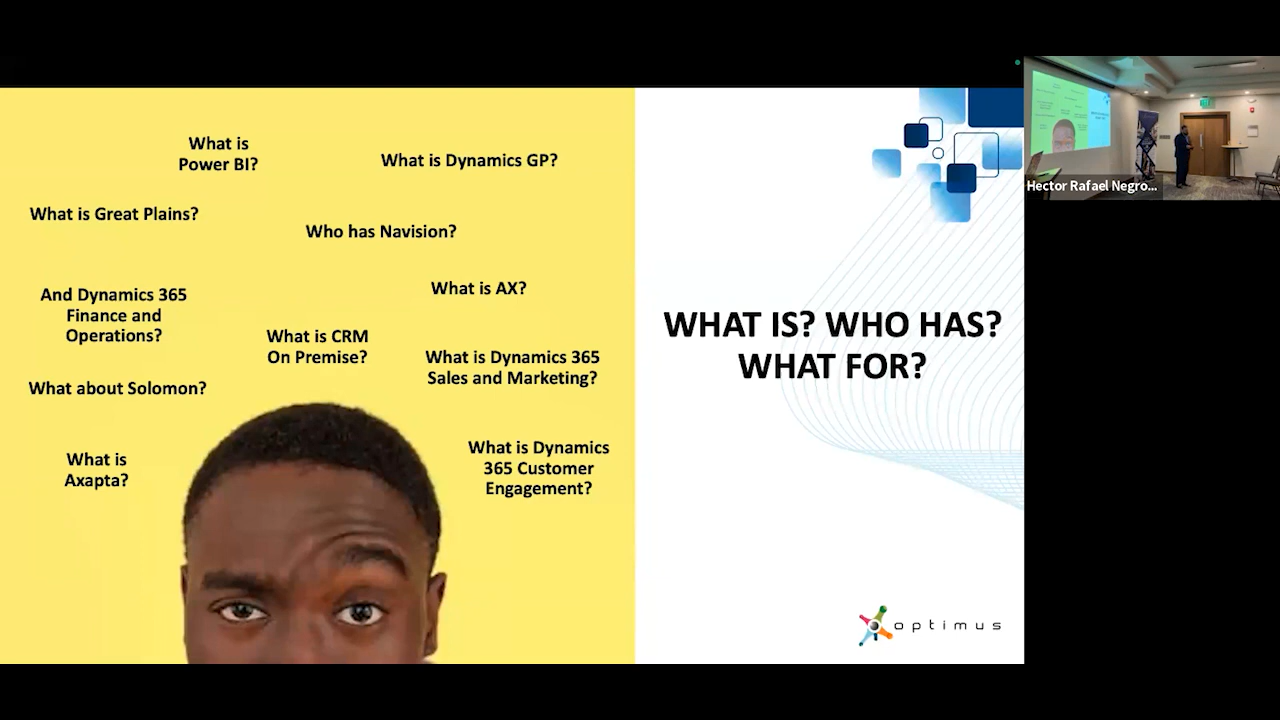 What is
Power BI?
What is Dynamics GP?
What is Great Plains?
Who has Navision?
What is AX?
And Dynamics 365
Finance and
Operations?
What is CRM
On Premise?
What is Dynamics 365
Sales and Marketing?
What about Solomon?
What is
Axapta?
What is Dynamics
365 Customer
Engagement?
WHAT IS? WHO HAS?
WHAT FOR?
optimus
Hector Rafael Negro...